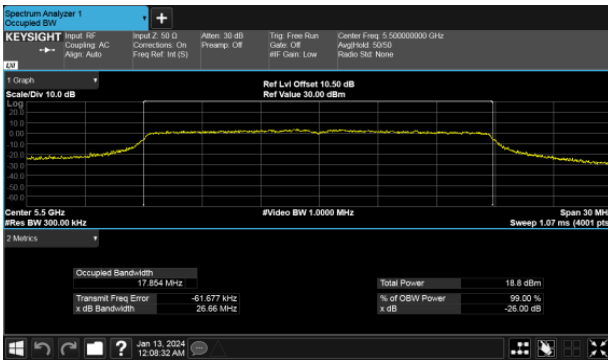 Spectrum Analyzer 1
Occupied BW
KEYSIGHT
Input: RF
Coupling: AC
Align: Auto
Input Z: 50 Ω
Corrections: On
Freq Ref: Int (S)
Atten: 30 dB
Preamp: Off
Trig: Free Run
Gate: Off
#IF Gain: Low
Center Freq: 5.500000000 GHz
Avg|Hold: 50/50
Radio Std: None
LXI
1 Graph
Scale/Div 10.0 dB
Ref Lvl Offset 10.50 dB
Ref Value 30.00 dBm
Log
20.0
10.0
0.00
-10.0
-20.0
-30.0
-40.0
-50.0
-60.0
Center 5.5 GHz
#Res BW 300.00 kHz
#Video BW 1.0000 MHz
Span 30 MH
Sweep 1.07 ms (4001 pts
2 Metrics
Occupied Bandwidth
17.854 MHz
Transmit Freq Error -61.677 kHz
x dB Bandwidth 26.66 MHz
Total Power 18.8 dBm
% of OBW Power 99.00 %
x dB -26.00 dB
?
Jan 13, 2024
12:08:32 AM